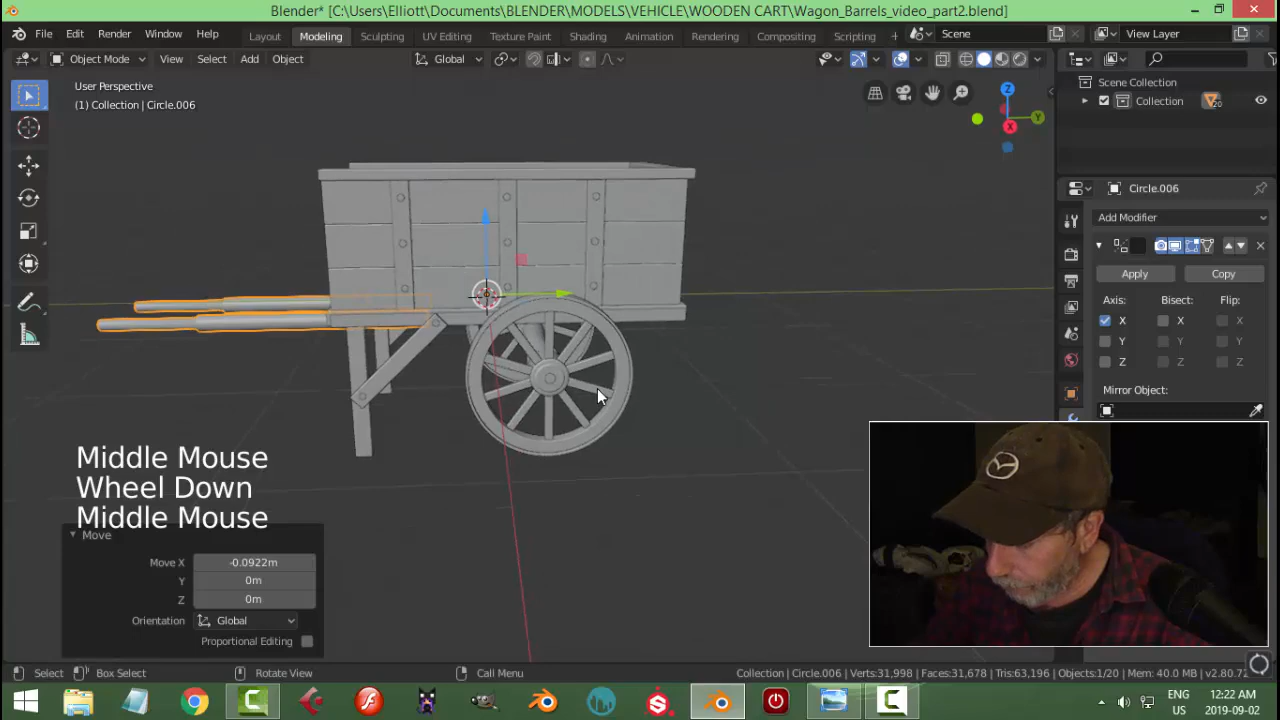 Blender* [C:\Users\Elliott\Documents\BLENDER\MODELS\VEHICLE\WOODEN CART\Wagon_Barrels_video_part2.blend]
File Edit Render Window Help Layout Modeling Sculpting UV Editing Texture Paint Shading Animation Rendering Compositing Scripting + Scene View Layer
Object Mode View Select Add Object Global
User Perspective
(1) Collection | Circle.006
Z
Y
X
Scene Collection
Collection 20
Circle.006
Add Modifier
Apply Copy
Axis: Bisect: Flip:
X X X
Y Y Y
Z Z Z
Mirror Object:
Middle Mouse
Wheel Down
Middle Mouse
Move
Move X -0.0922m
Y 0m
Z 0m
Orientation Global
Proportional Editing
Select Box Select Rotate View Call Menu Collection | Circle.006 | Verts:31,998 | Faces:31,678 | Tris:63,196 | Objects:1/20 | Mem: 40.0 MB | v2.80.7
ENG 12:22 AM
US 2019-09-02